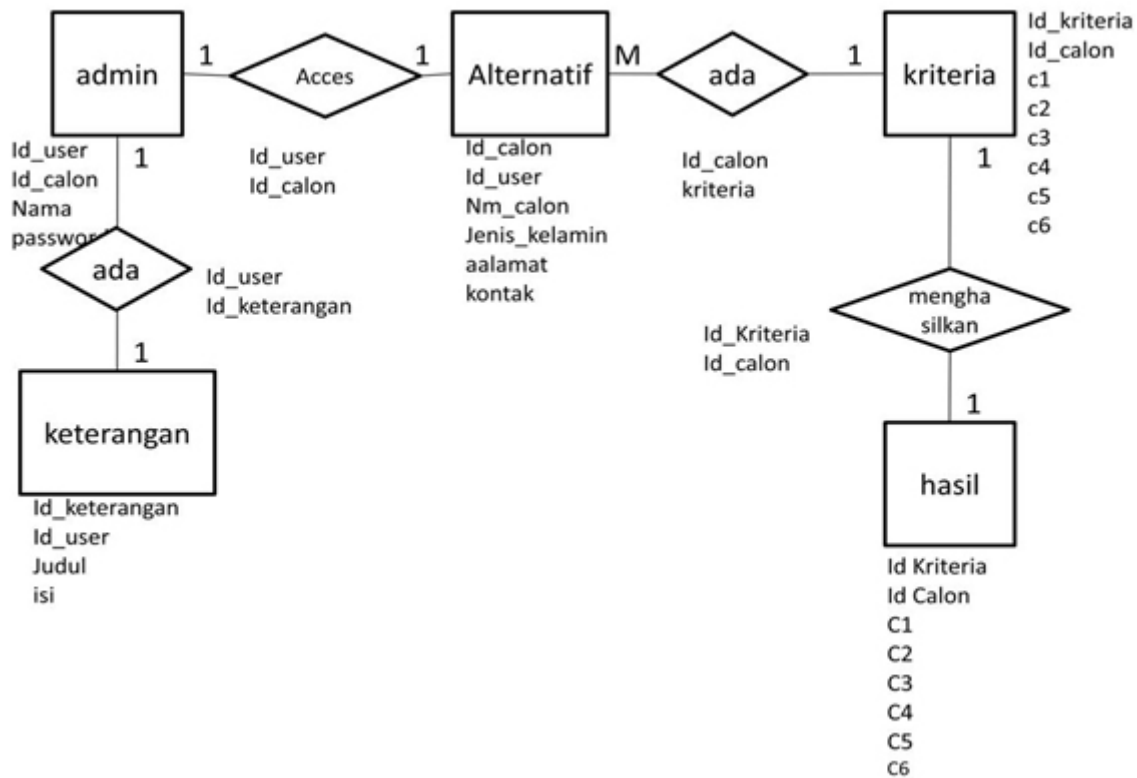 admin
1
Acces
1
Alternatif
M
ada
1
kriteria
Id_kriteria
Id_calon
c1
c2
c3
c4
c5
c6
Id_user
Id_calon
Nama
password
1
Id_user
Id_calon
Id_calon
Id_user
Nm_calon
Jenis_kelamin
aalamat
kontak
Id_calon
kriteria
1
ada
Id_user
Id_keterangan
1
keterangan
Id_keterangan
Id_user
Judul
isi
mengha
silkan
Id_Kriteria
Id_calon
1
hasil
Id Kriteria
Id Calon
C1
C2
C3
C4
C5
C6